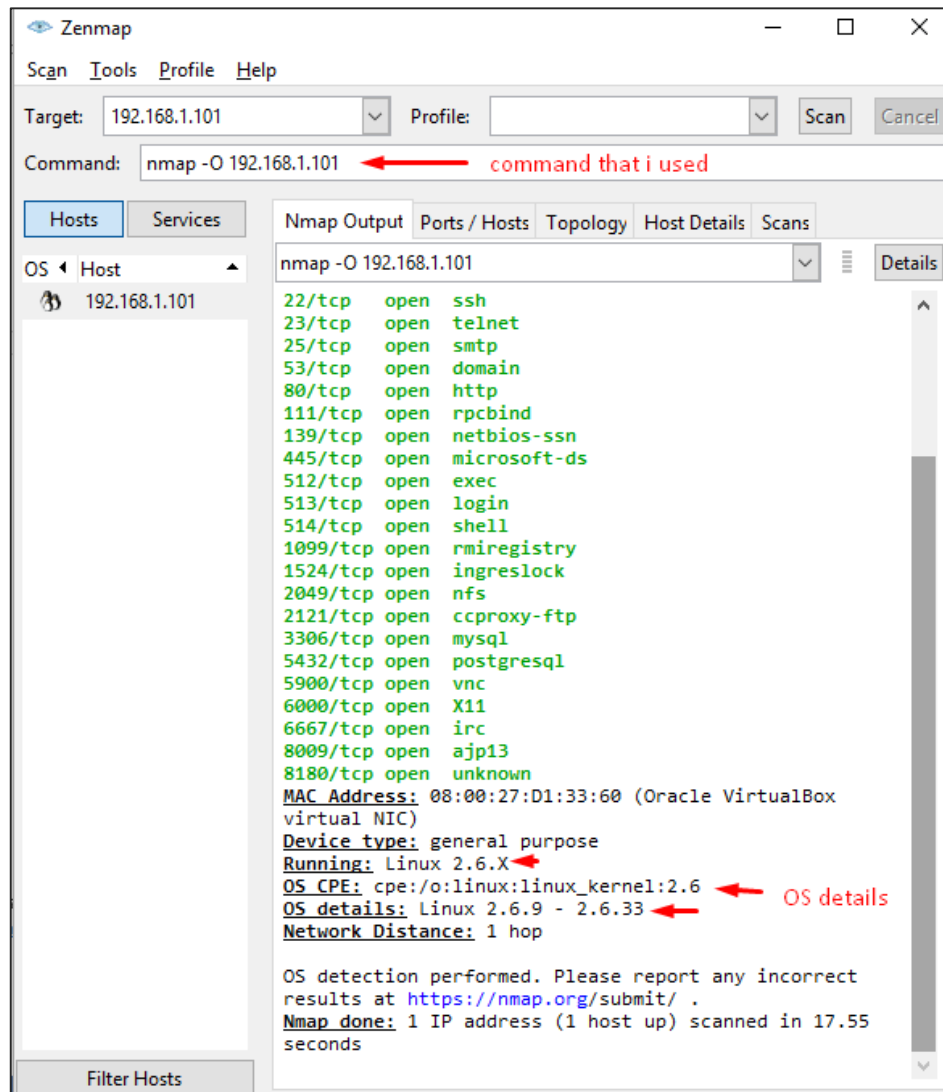 Zenmap
Scan Tools Profile Help
Target: 192.168.1.101 Profile: Scan Cancel
Command: nmap -O 192.168.1.101 command that i used
Hosts Services Nmap Output Ports / Hosts Topology Host Details Scans
OS Host nmap -O 192.168.1.101 Details
192.168.1.101
22/tcp open ssh
23/tcp open telnet
25/tcp open smtp
53/tcp open domain
80/tcp open http
111/tcp open rpcbind
139/tcp open netbios-ssn
445/tcp open microsoft-ds
512/tcp open exec
513/tcp open login
514/tcp open shell
1099/tcp open rmiregistry
1524/tcp open ingreslock
2049/tcp open nfs
2121/tcp open ccproxy-ftp
3306/tcp open mysql
5432/tcp open postgresql
5900/tcp open vnc
6000/tcp open X11
6667/tcp open irc
8009/tcp open ajp13
8180/tcp open unknown
MAC Address: 08:00:27:D1:33:60 (Oracle VirtualBox
virtual NIC)
Device type: general purpose
Running: Linux 2.6.X
OS CPE: cpe:/o:linux:linux_kernel:2.6 OS details
OS details: Linux 2.6.9 - 2.6.33
Network Distance: 1 hop
OS detection performed. Please report any incorrect
results at https://nmap.org/submit/ .
Nmap done: 1 IP address (1 host up) scanned in 17.55
seconds
Filter Hosts